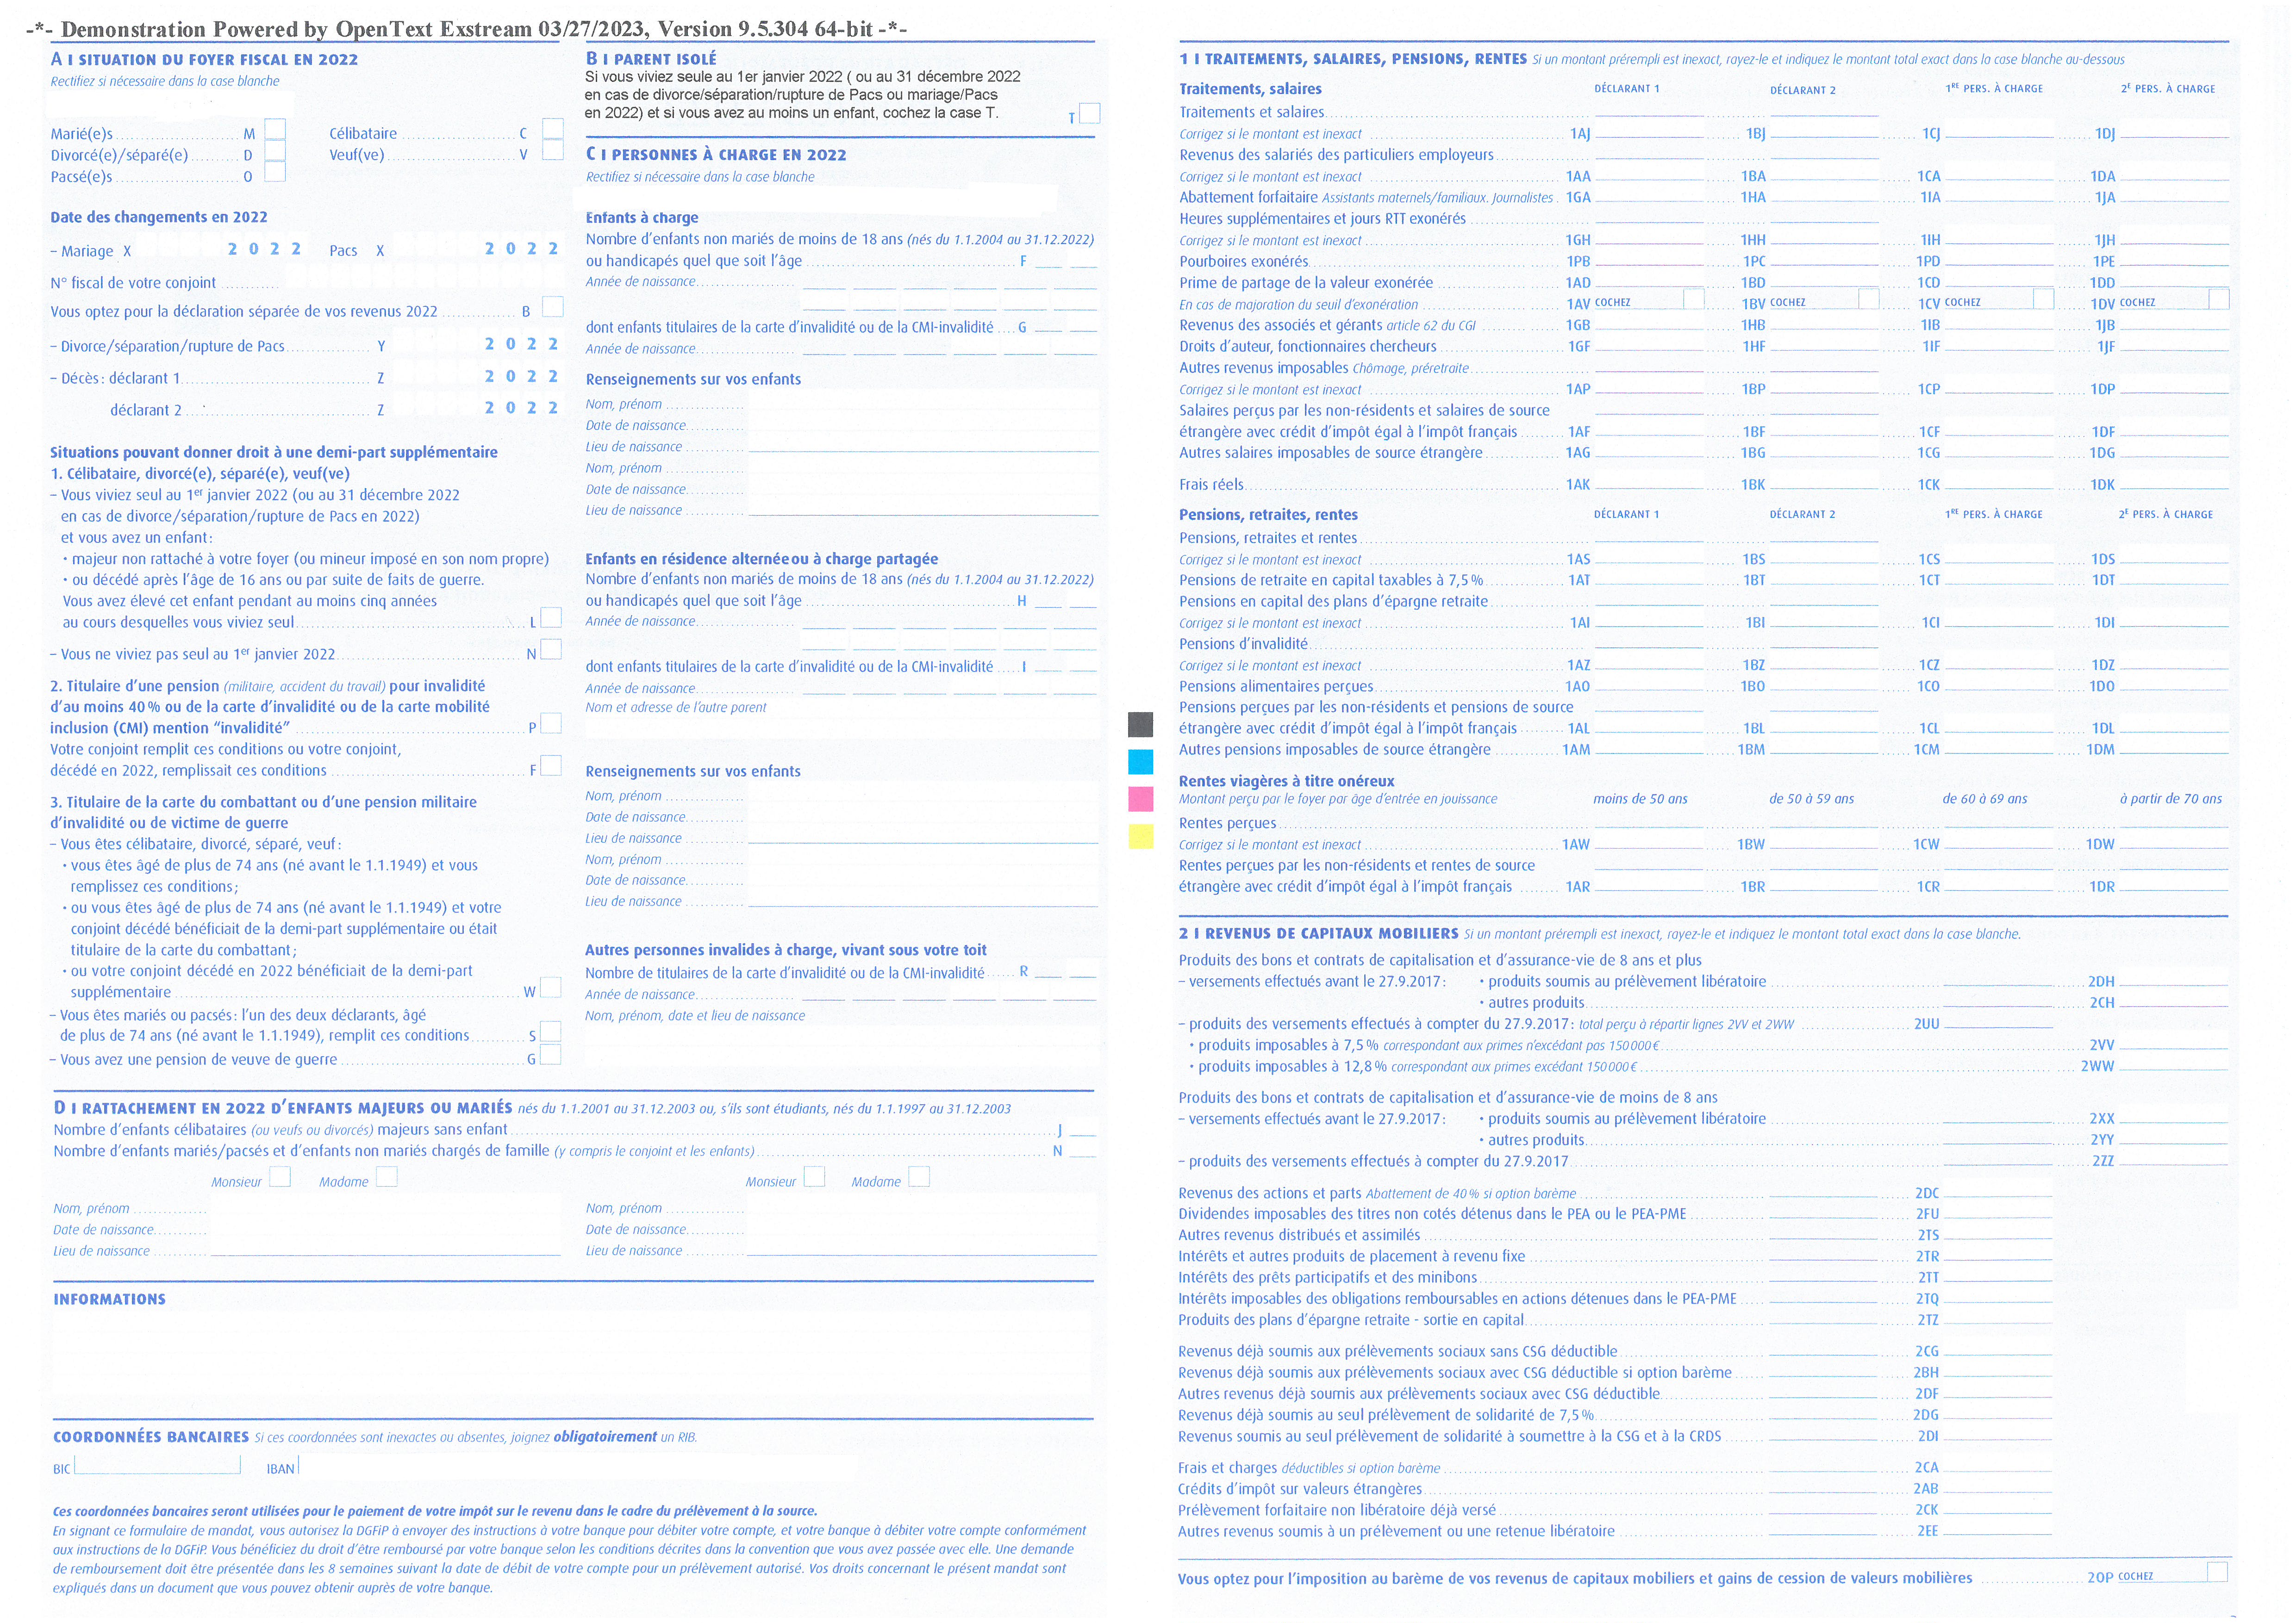 -*- Demonstration Powered by OpenText Exstream 03/27/2023, Version 9.5.304 64-bit -*-
A I SITUATION DU FOYER FISCAL EN 2022
Rectifiez si nécessaire dans la case blanche
Marié(e)s M Célibataire C
Divorcé(e)/séparé(e) D Veuf(ve) V
Pacsé(e)s O
Date des changements en 2022
– Mariage X 2 0 2 2 Pacs X 2 0 2 2
N° fiscal de votre conjoint
Vous optez pour la déclaration séparée de vos revenus 2022 B
– Divorce/séparation/rupture de Pacs Y 2 0 2 2
– Décès : déclarant 1 Z 2 0 2 2
déclarant 2 Z 2 0 2 2
Situations pouvant donner droit à une demi-part supplémentaire
1. Célibataire, divorcé(e), séparé(e), veuf(ve)
– Vous viviez seul au 1er janvier 2022 (ou au 31 décembre 2022
en cas de divorce/séparation/rupture de Pacs en 2022)
et vous avez un enfant :
• majeur non rattaché à votre foyer (ou mineur imposé en son nom propre)
• ou décédé après l'âge de 16 ans ou par suite de faits de guerre.
Vous avez élevé cet enfant pendant au moins cinq années
au cours desquelles vous viviez seul L
– Vous ne viviez pas seul au 1er janvier 2022 N
2. Titulaire d'une pension (militaire, accident du travail) pour invalidité
d'au moins 40 % ou de la carte d'invalidité ou de la carte mobilité
inclusion (CMI) mention “invalidité” P
Votre conjoint remplit ces conditions ou votre conjoint,
décédé en 2022, remplissait ces conditions F
3. Titulaire de la carte du combattant ou d'une pension militaire
d'invalidité ou de victime de guerre
– Vous êtes célibataire, divorcé, séparé, veuf :
• vous êtes âgé de plus de 74 ans (né avant le 1.1.1949) et vous
remplissez ces conditions ;
• ou vous êtes âgé de plus de 74 ans (né avant le 1.1.1949) et votre
conjoint décédé bénéficiait de la demi-part supplémentaire ou était
titulaire de la carte du combattant ;
• ou votre conjoint décédé en 2022 bénéficiait de la demi-part
supplémentaire W
– Vous êtes mariés ou pacsés : l'un des deux déclarants, âgé
de plus de 74 ans (né avant le 1.1.1949), remplit ces conditions S
– Vous avez une pension de veuve de guerre G
B I PARENT ISOLÉ
Si vous viviez seule au 1er janvier 2022 ( ou au 31 décembre 2022
en cas de divorce/séparation/rupture de Pacs ou mariage/Pacs
en 2022) et si vous avez au moins un enfant, cochez la case T. T
C I PERSONNES À CHARGE EN 2022
Rectifiez si nécessaire dans la case blanche
Enfants à charge
Nombre d'enfants non mariés de moins de 18 ans (nés du 1.1.2004 au 31.12.2022)
ou handicapés quel que soit l'âge F
Année de naissance
dont enfants titulaires de la carte d'invalidité ou de la CMI-invalidité G
Année de naissance
Renseignements sur vos enfants
Nom, prénom
Date de naissance
Lieu de naissance
Nom, prénom
Date de naissance
Lieu de naissance
Enfants en résidence alternée ou à charge partagée
Nombre d'enfants non mariés de moins de 18 ans (nés du 1.1.2004 au 31.12.2022)
ou handicapés quel que soit l'âge H
Année de naissance
dont enfants titulaires de la carte d'invalidité ou de la CMI-invalidité I
Année de naissance
Nom et adresse de l'autre parent
Renseignements sur vos enfants
Nom, prénom
Date de naissance
Lieu de naissance
Nom, prénom
Date de naissance
Lieu de naissance
Autres personnes invalides à charge, vivant sous votre toit
Nombre de titulaires de la carte d'invalidité ou de la CMI-invalidité R
Année de naissance
Nom, prénom, date et lieu de naissance
D I RATTACHEMENT EN 2022 D'ENFANTS MAJEURS OU MARIÉS nés du 1.1.2001 au 31.12.2003 ou, s'ils sont étudiants, nés du 1.1.1997 au 31.12.2003
Nombre d'enfants célibataires (ou veufs ou divorcés) majeurs sans enfant J
Nombre d'enfants mariés/pacsés et d'enfants non mariés chargés de famille (y compris le conjoint et les enfants) N
Monsieur Madame Monsieur Madame
Nom, prénom Nom, prénom
Date de naissance Date de naissance
Lieu de naissance Lieu de naissance
INFORMATIONS
COORDONNÉES BANCAIRES Si ces coordonnées sont inexactes ou absentes, joignez obligatoirement un RIB.
BIC IBAN
Ces coordonnées bancaires seront utilisées pour le paiement de votre impôt sur le revenu dans le cadre du prélèvement à la source.
En signant ce formulaire de mandat, vous autorisez la DGFiP à envoyer des instructions à votre banque pour débiter votre compte, et votre banque à débiter votre compte conformément
aux instructions de la DGFiP. Vous bénéficiez du droit d'être remboursé par votre banque selon les conditions décrites dans la convention que vous avez passée avec elle. Une demande
de remboursement doit être présentée dans les 8 semaines suivant la date de débit de votre compte pour un prélèvement autorisé. Vos droits concernant le présent mandat sont
expliqués dans un document que vous pouvez obtenir auprès de votre banque.
1 I TRAITEMENTS, SALAIRES, PENSIONS, RENTES Si un montant prérempli est inexact, rayez-le et indiquez le montant total exact dans la case blanche au-dessous
Traitements, salaires DÉCLARANT 1 DÉCLARANT 2 1RE PERS. À CHARGE 2E PERS. À CHARGE
Traitements et salaires
Corrigez si le montant est inexact 1AJ 1BJ 1CJ 1DJ
Revenus des salariés des particuliers employeurs
Corrigez si le montant est inexact 1AA 1BA 1CA 1DA
Abattement forfaitaire Assistants maternels/familiaux. Journalistes 1GA 1HA 1IA 1JA
Heures supplémentaires et jours RTT exonérés
Corrigez si le montant est inexact 1GH 1HH 1IH 1JH
Pourboires exonérés 1PB 1PC 1PD 1PE
Prime de partage de la valeur exonérée 1AD 1BD 1CD 1DD
En cas de majoration du seuil d'exonération 1AV COCHEZ 1BV COCHEZ 1CV COCHEZ 1DV COCHEZ
Revenus des associés et gérants article 62 du CGI 1GB 1HB 1IB 1JB
Droits d'auteur, fonctionnaires chercheurs 1GF 1HF 1IF 1JF
Autres revenus imposables Chômage, préretraite
Corrigez si le montant est inexact 1AP 1BP 1CP 1DP
Salaires perçus par les non-résidents et salaires de source
étrangère avec crédit d'impôt égal à l'impôt français 1AF 1BF 1CF 1DF
Autres salaires imposables de source étrangère 1AG 1BG 1CG 1DG
Frais réels 1AK 1BK 1CK 1DK
Pensions, retraites, rentes DÉCLARANT 1 DÉCLARANT 2 1RE PERS. À CHARGE 2E PERS. À CHARGE
Pensions, retraites et rentes
Corrigez si le montant est inexact 1AS 1BS 1CS 1DS
Pensions de retraite en capital taxables à 7,5 % 1AT 1BT 1CT 1DT
Pensions en capital des plans d'épargne retraite
Corrigez si le montant est inexact 1AI 1BI 1CI 1DI
Pensions d'invalidité
Corrigez si le montant est inexact 1AZ 1BZ 1CZ 1DZ
Pensions alimentaires perçues 1AO 1BO 1CO 1DO
Pensions perçues par les non-résidents et pensions de source
étrangère avec crédit d'impôt égal à l'impôt français 1AL 1BL 1CL 1DL
Autres pensions imposables de source étrangère 1AM 1BM 1CM 1DM
Rentes viagères à titre onéreux
Montant perçu par le foyer par âge d'entrée en jouissance moins de 50 ans de 50 à 59 ans de 60 à 69 ans à partir de 70 ans
Rentes perçues
Corrigez si le montant est inexact 1AW 1BW 1CW 1DW
Rentes perçues par les non-résidents et rentes de source
étrangère avec crédit d'impôt égal à l'impôt français 1AR 1BR 1CR 1DR
2 I REVENUS DE CAPITAUX MOBILIERS Si un montant prérempli est inexact, rayez-le et indiquez le montant total exact dans la case blanche.
Produits des bons et contrats de capitalisation et d'assurance-vie de 8 ans et plus
– versements effectués avant le 27.9.2017 : • produits soumis au prélèvement libératoire 2DH
• autres produits 2CH
– produits des versements effectués à compter du 27.9.2017 : total perçu à répartir lignes 2VV et 2WW 2UU
• produits imposables à 7,5 % correspondant aux primes n'excédant pas 150 000 € 2VV
• produits imposables à 12,8 % correspondant aux primes excédant 150 000 € 2WW
Produits des bons et contrats de capitalisation et d'assurance-vie de moins de 8 ans
– versements effectués avant le 27.9.2017 : • produits soumis au prélèvement libératoire 2XX
• autres produits 2YY
– produits des versements effectués à compter du 27.9.2017 2ZZ
Revenus des actions et parts Abattement de 40 % si option barème 2DC
Dividendes imposables des titres non cotés détenus dans le PEA ou le PEA-PME 2FU
Autres revenus distribués et assimilés 2TS
Intérêts et autres produits de placement à revenu fixe 2TR
Intérêts des prêts participatifs et des minibons 2TT
Intérêts imposables des obligations remboursables en actions détenues dans le PEA-PME 2TQ
Produits des plans d'épargne retraite - sortie en capital 2TZ
Revenus déjà soumis aux prélèvements sociaux sans CSG déductible 2CG
Revenus déjà soumis aux prélèvements sociaux avec CSG déductible si option barème 2BH
Autres revenus déjà soumis aux prélèvements sociaux avec CSG déductible 2DF
Revenus déjà soumis au seul prélèvement de solidarité de 7,5 % 2DG
Revenus soumis au seul prélèvement de solidarité à soumettre à la CSG et à la CRDS 2DI
Frais et charges déductibles si option barème 2CA
Crédits d'impôt sur valeurs étrangères 2AB
Prélèvement forfaitaire non libératoire déjà versé 2CK
Autres revenus soumis à un prélèvement ou une retenue libératoire 2EE
Vous optez pour l'imposition au barème de vos revenus de capitaux mobiliers et gains de cession de valeurs mobilières 2OP COCHEZ